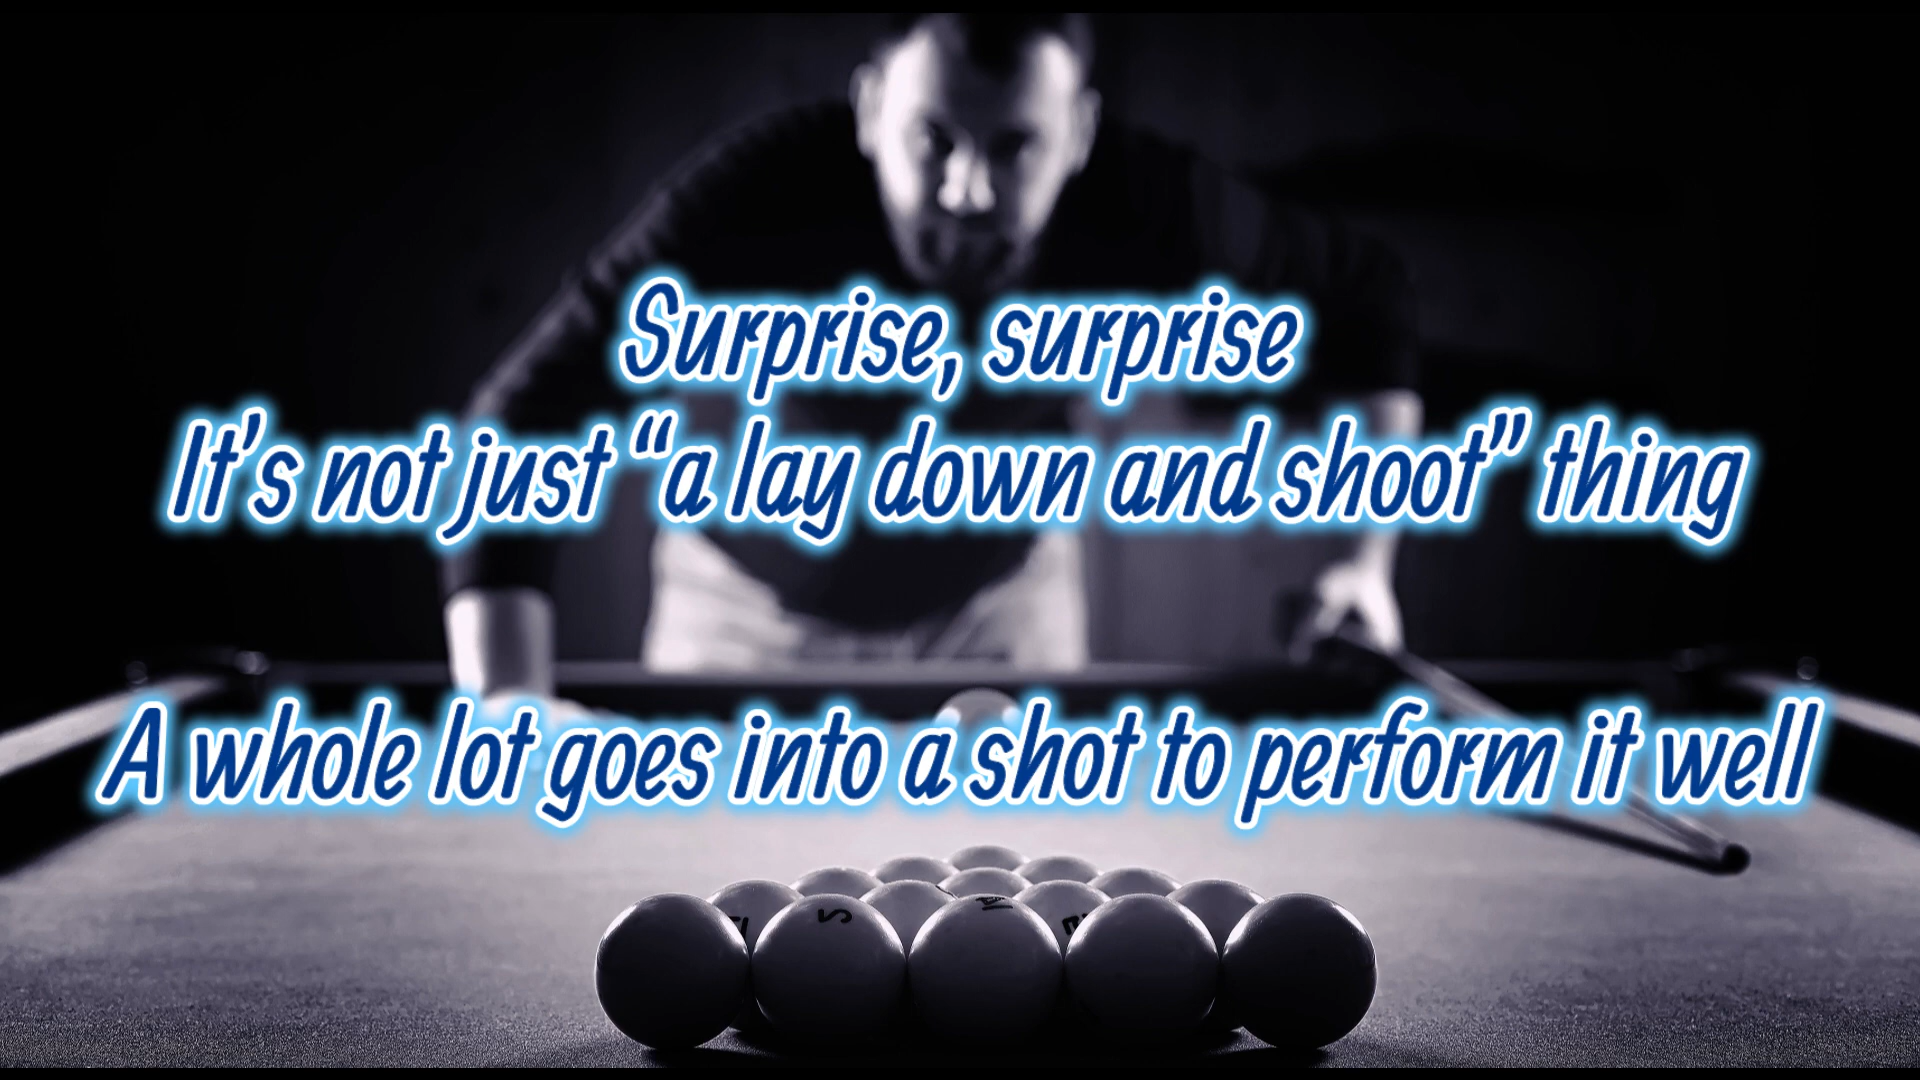 Surprise, surprise
It's not just “a lay down and shoot” thing
A whole lot goes into a shot to perform it well